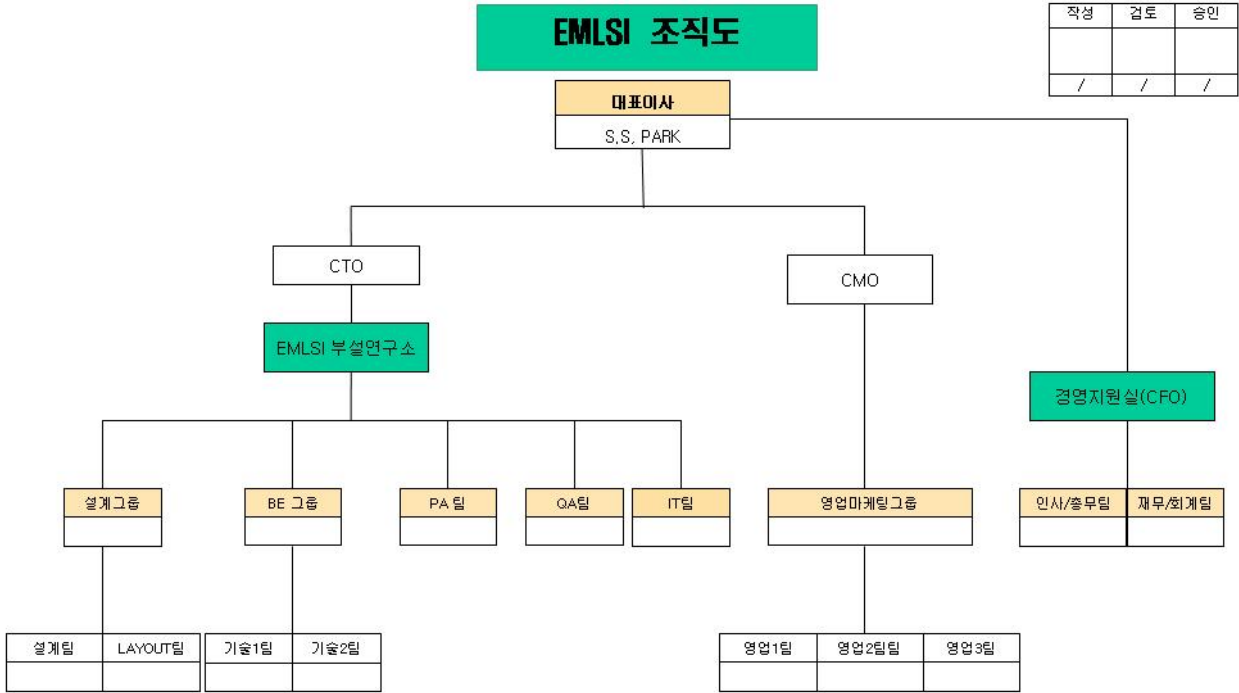 EMLSI 조직도
작성 검토 승인
/ / /
대표이사
S.S. PARK
CTO
CMO
EMLSI 부설연구소
경영지원실(CFO)
설계그룹 BE 그룹 PA 팀 QA팀 IT팀 영업마케팅그룹 인사/총무팀 재무/회계팀
설계팀 LAYOUT팀 기술1팀 기술2팀 영업1팀 영업2팀팀 영업3팀